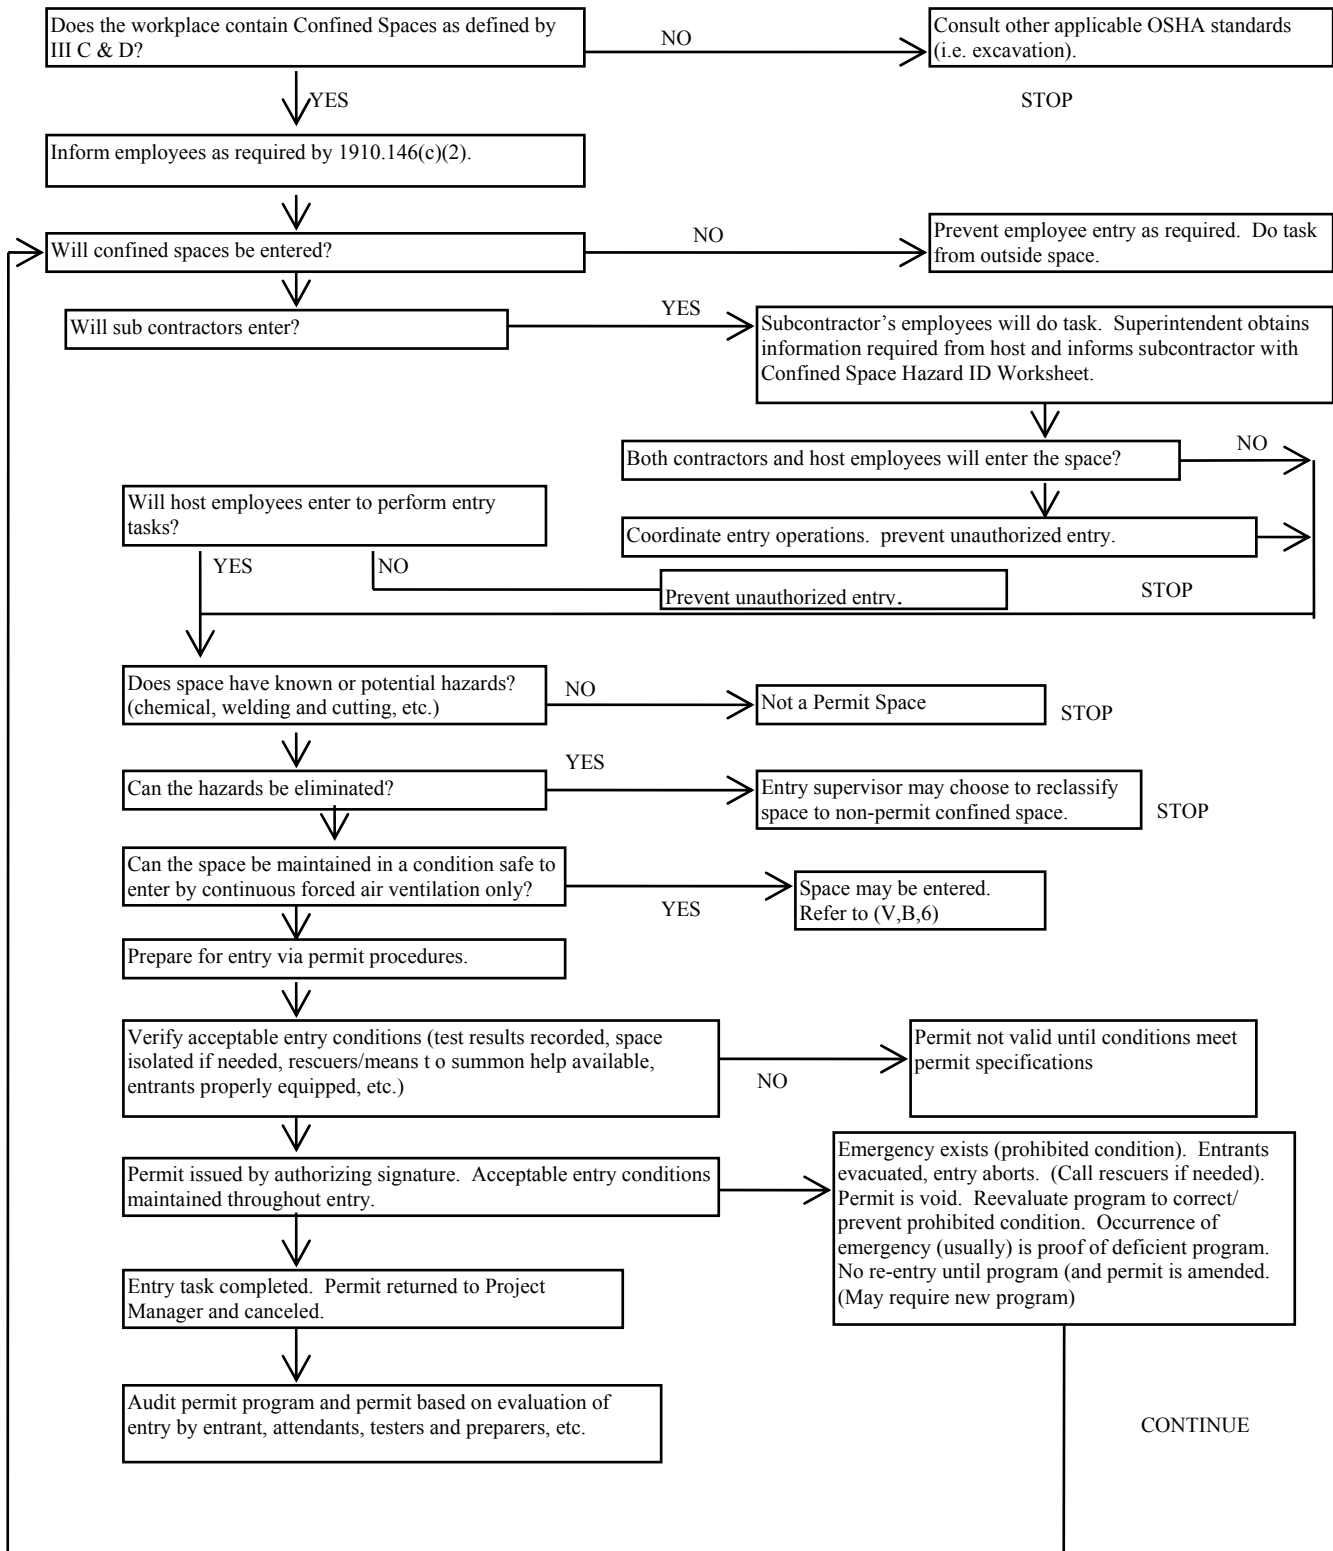 Does the workplace contain Confined Spaces as defined by
III C & D?
NO
Consult other applicable OSHA standards
(i.e. excavation).
YES
STOP
Inform employees as required by 1910.146(c)(2).
Will confined spaces be entered?
NO
Prevent employee entry as required.  Do task
from outside space.
Will sub contractors enter?
YES
Subcontractor’s employees will do task.  Superintendent obtains
information required from host and informs subcontractor with
Confined Space Hazard ID Worksheet.
Both contractors and host employees will enter the space?
NO
Will host employees enter to perform entry
tasks?
Coordinate entry operations.  prevent unauthorized entry.
YES
NO
Prevent unauthorized entry.
STOP
Does space have known or potential hazards?
(chemical, welding and cutting, etc.)
NO
Not a Permit Space
STOP
Can the hazards be eliminated?
YES
Entry supervisor may choose to reclassify
space to non-permit confined space.
STOP
Can the space be maintained in a condition safe to
enter by continuous forced air ventilation only?
YES
Space may be entered.
Refer to (V,B,6)
Prepare for entry via permit procedures.
Verify acceptable entry conditions (test results recorded, space
isolated if needed, rescuers/means t o summon help available,
entrants properly equipped, etc.)
NO
Permit not valid until conditions meet
permit specifications
Permit issued by authorizing signature.  Acceptable entry conditions
maintained throughout entry.
Emergency exists (prohibited condition).  Entrants
evacuated, entry aborts.  (Call rescuers if needed).
Permit is void.  Reevaluate program to correct/
prevent prohibited condition.  Occurrence of
emergency (usually) is proof of deficient program.
No re-entry until program (and permit is amended.
(May require new program)
Entry task completed.  Permit returned to Project
Manager and canceled.
Audit permit program and permit based on evaluation of
entry by entrant, attendants, testers and preparers, etc.
CONTINUE